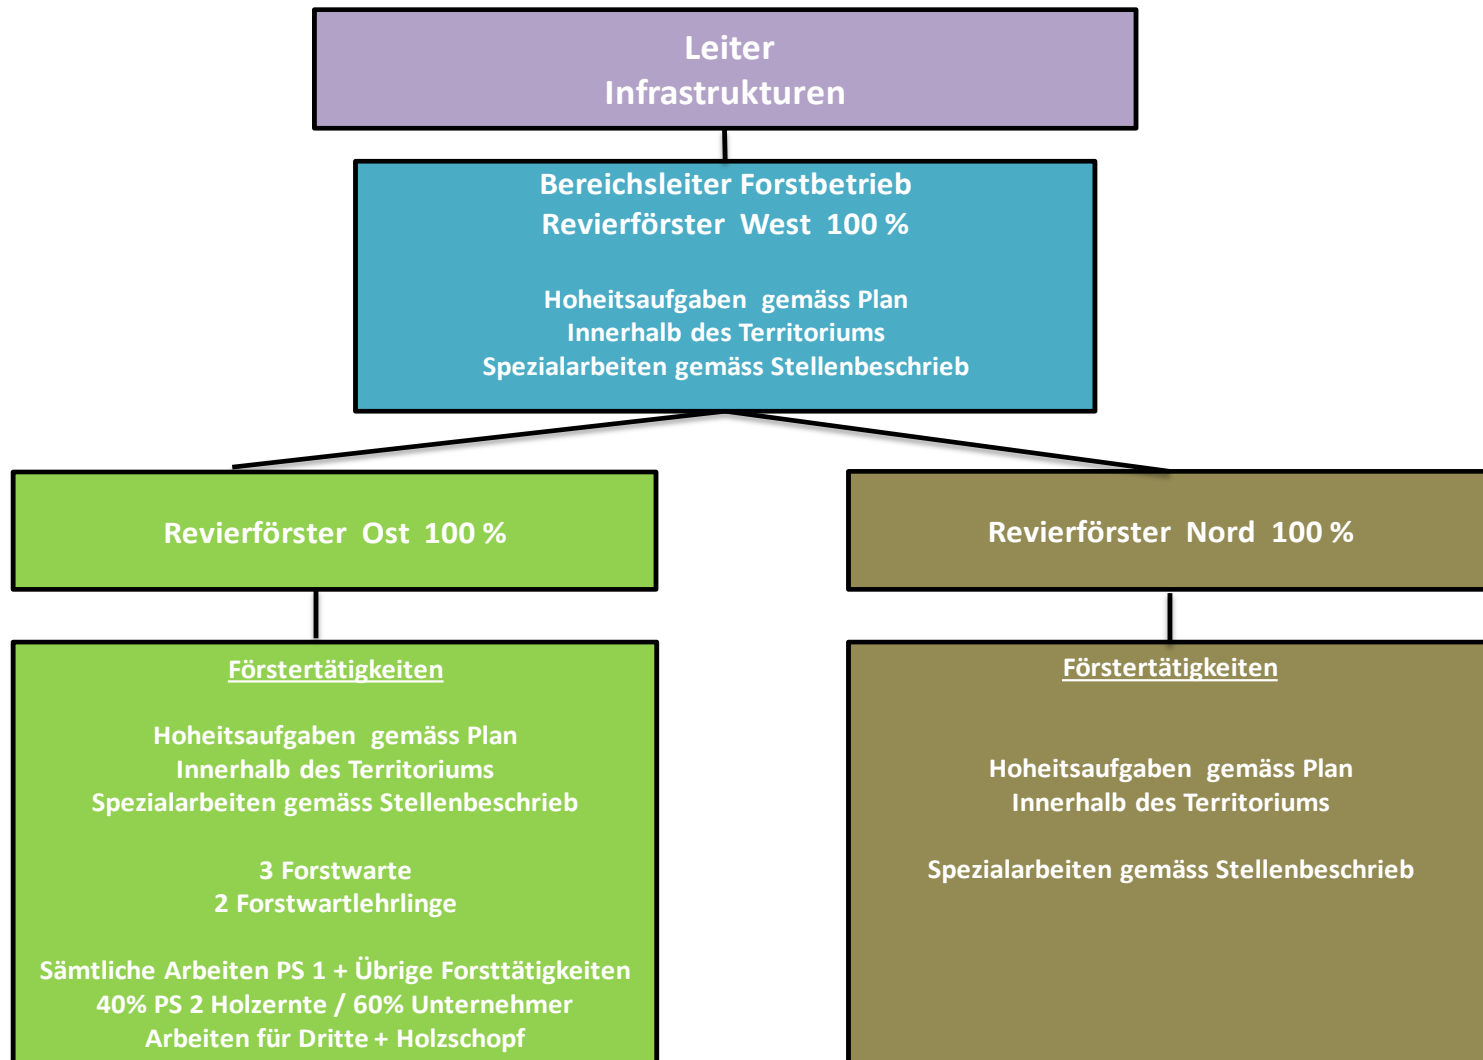 Leiter
Infrastrukturen
Bereichsleiter Forstbetrieb
Revierförster West 100 %
Hoheitsaufgaben gemäss Plan
Innerhalb des Territoriums
Spezialarbeiten gemäss Stellenbeschrieb
Revierförster Ost 100 %
Revierförster Nord 100 %
Förstertätigkeiten
Hoheitsaufgaben gemäss Plan
Innerhalb des Territoriums
Spezialarbeiten gemäss Stellenbeschrieb
3 Forstwarte
2 Forstwartlehrlinge
Sämtliche Arbeiten PS 1 + Übrige Forsttätigkeiten
40% PS 2 Holzernte / 60% Unternehmer
Arbeiten für Dritte + Holzschopf
Förstertätigkeiten
Hoheitsaufgaben gemäss Plan
Innerhalb des Territoriums
Spezialarbeiten gemäss Stellenbeschrieb